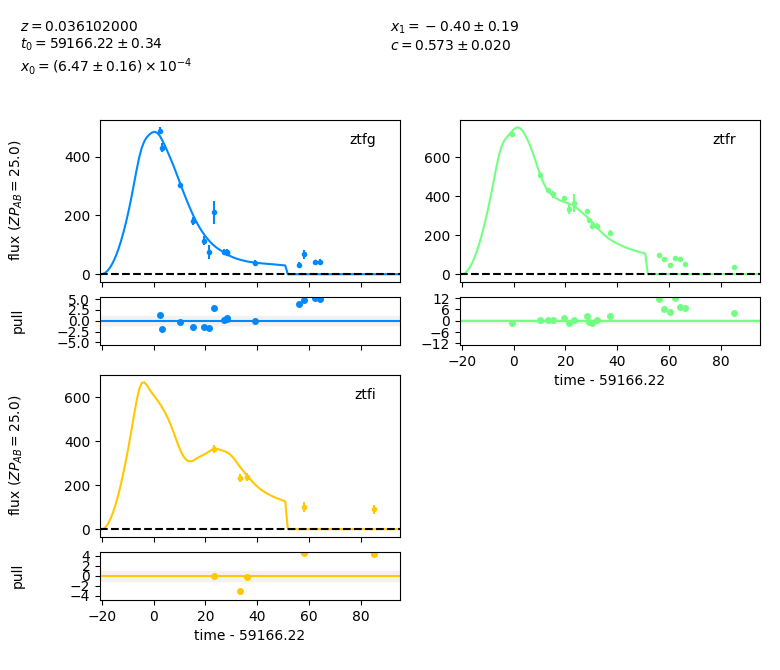 z = 0.036102000
t₀ = 59166.22 ± 0.34
x₀ = (6.47 ± 0.16) × 10⁻⁴
x₁ = −0.40 ± 0.19
c = 0.573 ± 0.020
flux (ZP_AB = 25.0)
400
200
0
ztfg
600
400
200
0
ztfr
pull
5.0
2.5
0.0
−2.5
−5.0
12
6
0
−6
−12
−20 0 20 40 60 80
time - 59166.22
flux (ZP_AB = 25.0)
600
400
200
0
ztfi
pull
4
2
0
−2
−4
−20 0 20 40 60 80
time - 59166.22